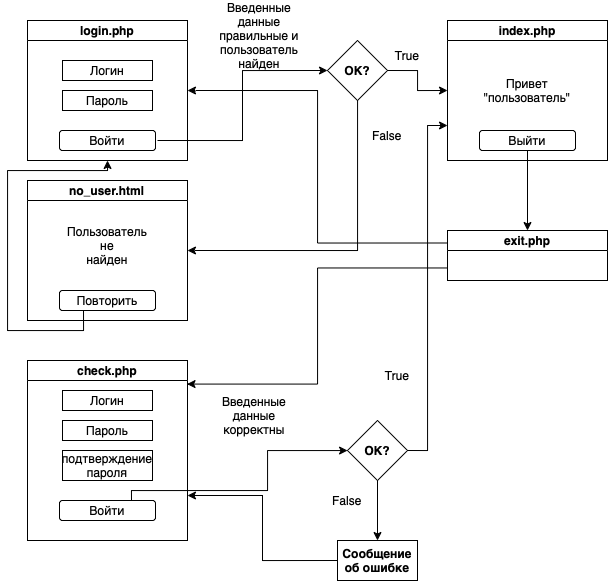 login.php
Логин
Пароль
Войти
Введенные
данные
правильные и
пользователь
найден
OK?
True
False
index.php
Привет
"пользователь"
Выйти
no_user.html
Пользователь
не
найден
Повторить
exit.php
check.php
Логин
Пароль
подтверждение
пароля
Войти
Введенные
данные
корректны
OK?
True
False
Сообщение
об ошибке